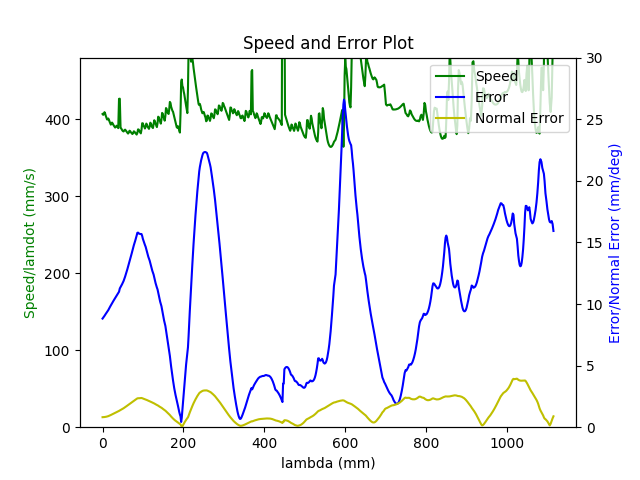 Speed and Error Plot
Speed
Error
Normal Error
Speed/lamdot (mm/s)
400
300
200
100
0
30
25
20
15
10
5
0
Error/Normal Error (mm/deg)
0 200 400 600 800 1000
lambda (mm)